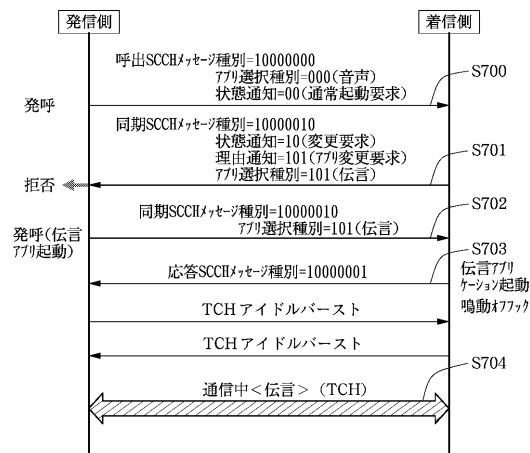 発信側
着信側
呼出SCCHメッセージ種別=10000000
アプリ選択種別=000(音声)
状態通知=00(通常起動要求)
S700
発呼
同期SCCHメッセージ種別=10000010
状態通知=10(変更要求)
理由通知=101(アプリ変更要求)
アプリ選択種別=101(伝言)
S701
拒否
同期SCCHメッセージ種別=10000010
アプリ選択種別=101(伝言)
S702
発呼(伝言
アプリ起動)
S703
応答SCCHメッセージ種別=10000001
伝言アプリ
ケーション起動
TCHアイドルバースト
鳴動オフフック
TCHアイドルバースト
S704
通信中<伝言>(TCH)